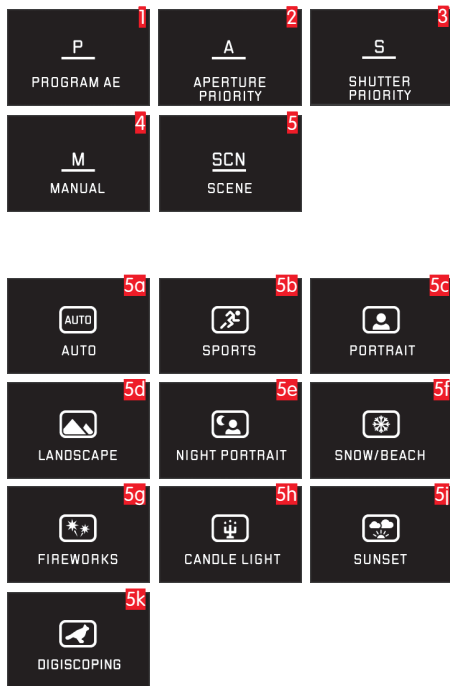 1
P
PROGRAM AE
2
A
APERTURE
PRIORITY
3
S
SHUTTER
PRIORITY
4
M
MANUAL
5
SCN
SCENE
5a
AUTO
AUTO
5b
SPORTS
5c
PORTRAIT
5d
LANDSCAPE
5e
NIGHT PORTRAIT
5f
SNOW/BEACH
5g
FIREWORKS
5h
CANDLE LIGHT
5j
SUNSET
5k
DIGISCOPING